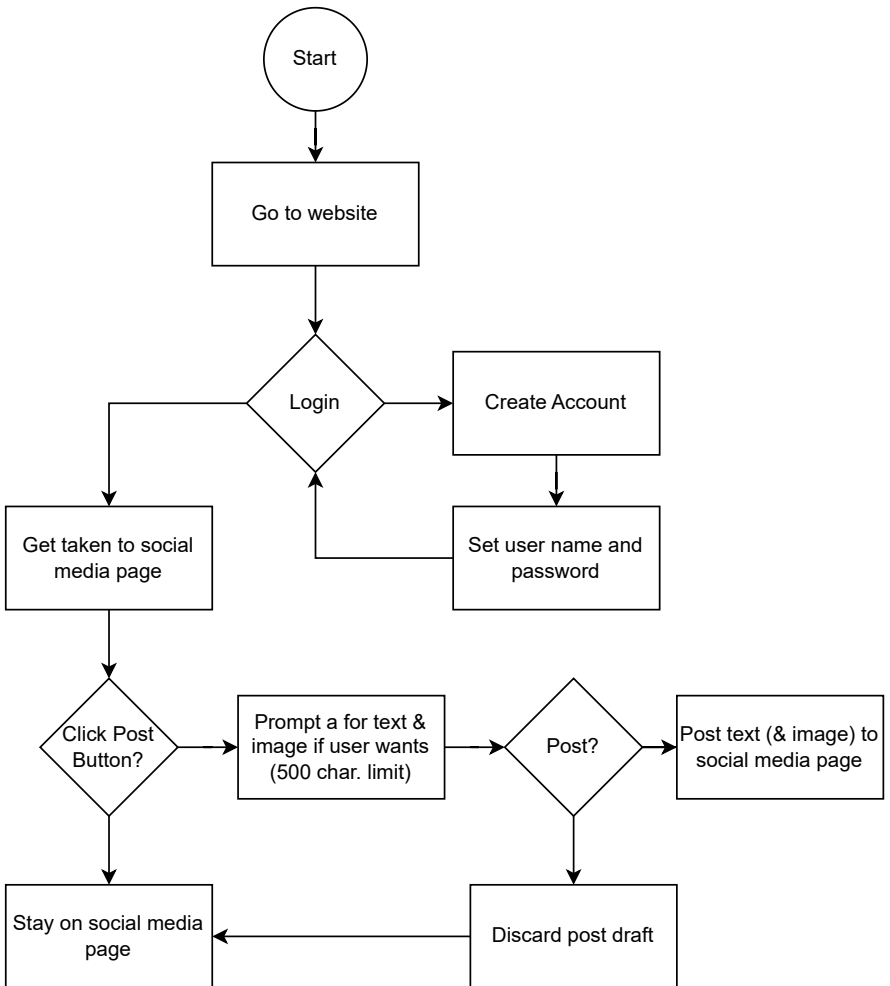 Start
Go to website
Login
Create Account
Get taken to social
media page
Set user name and
password
Click Post
Button?
Prompt a for text &
image if user wants
(500 char. limit)
Post?
Post text (& image) to
social media page
Stay on social media
page
Discard post draft